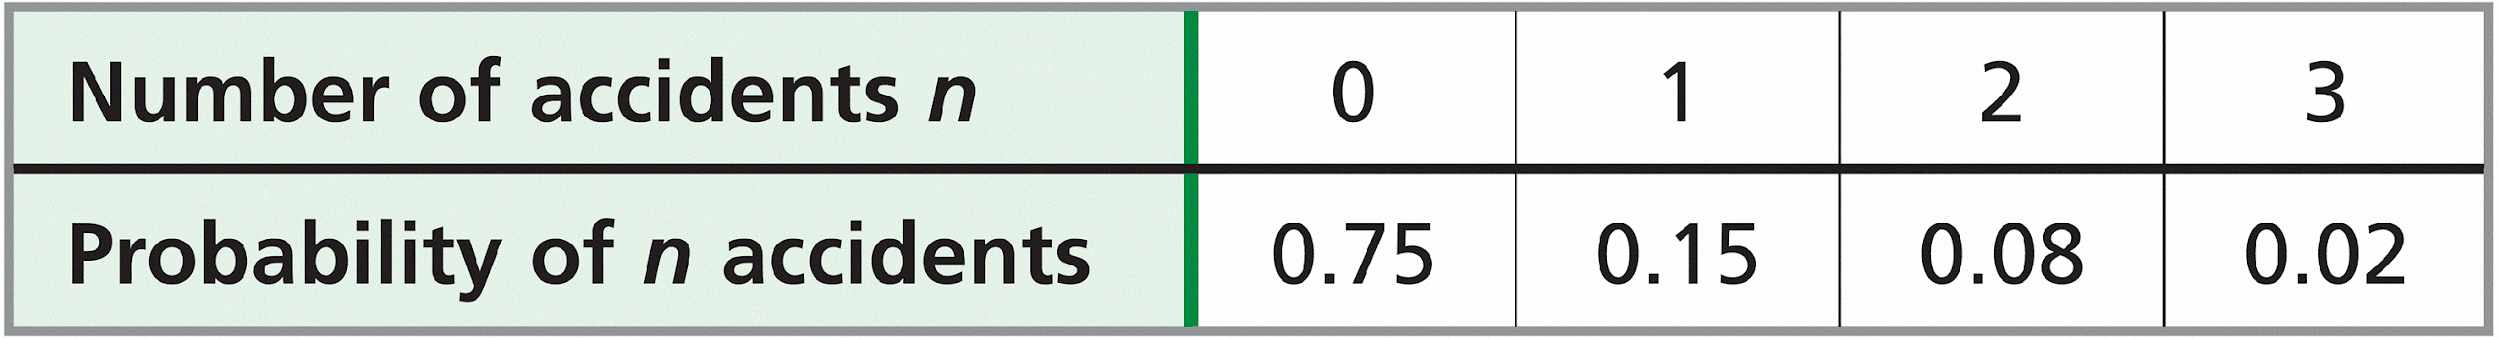 Number of accidents n 0 1 2 3
Probability of n accidents 0.75 0.15 0.08 0.02